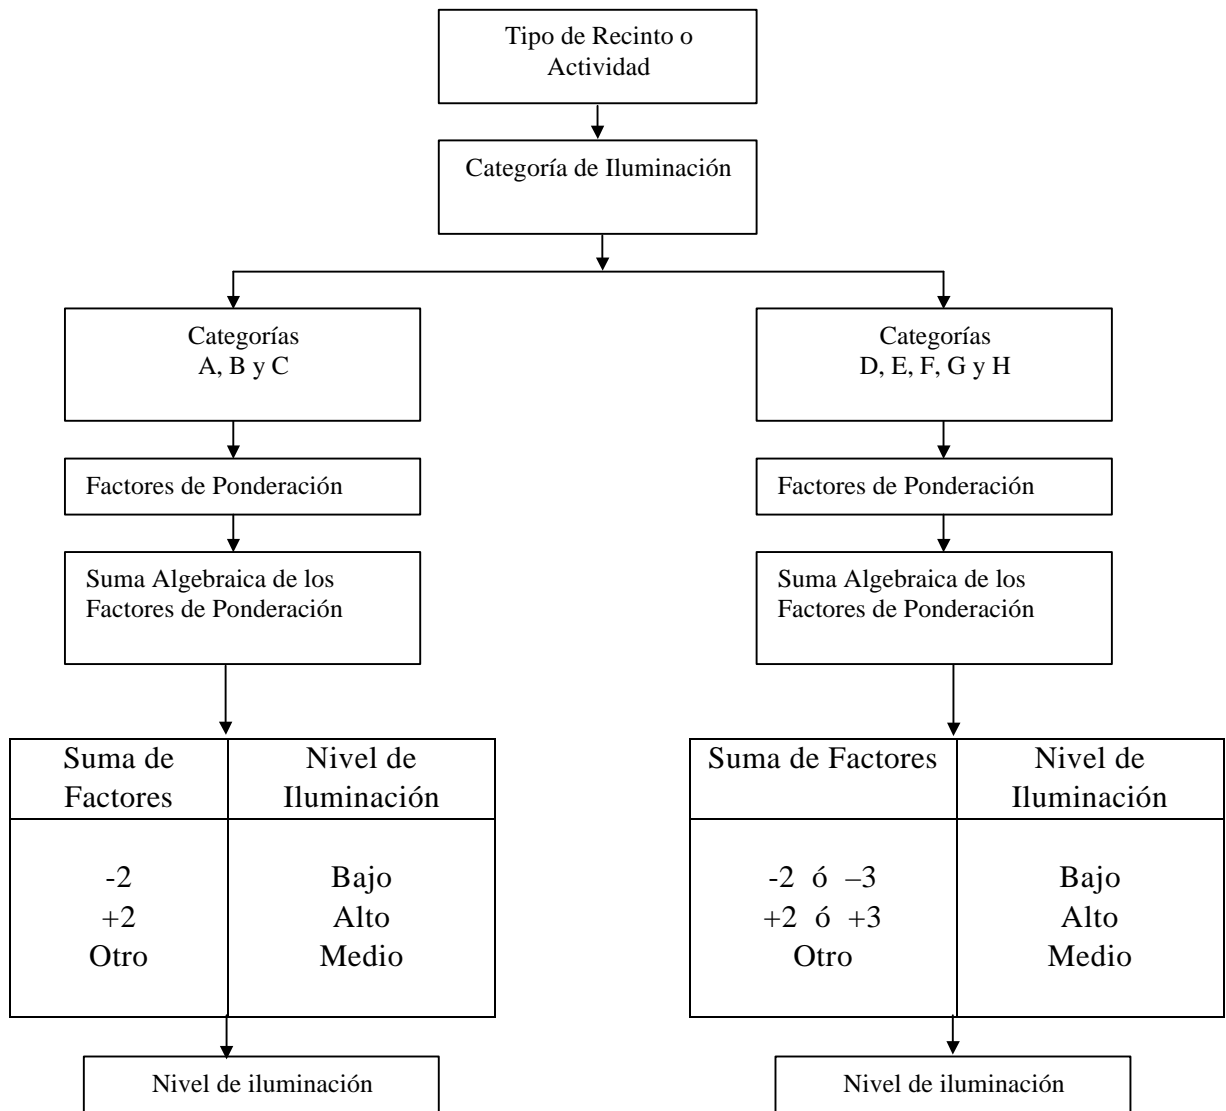 Tipo de Recinto o
Actividad
Categoría de Iluminación
Categorías
A, B y C
Categorías
D, E, F, G y H
Factores de Ponderación
Factores de Ponderación
Suma Algebraica de los
Factores de Ponderación
Suma Algebraica de los
Factores de Ponderación
Suma de
Factores
Nivel de
Iluminación
-2 Bajo
+2 Alto
Otro Medio
Suma de Factores
Nivel de
Iluminación
-2 ó –3 Bajo
+2 ó +3 Alto
Otro Medio
Nivel de iluminación
Nivel de iluminación